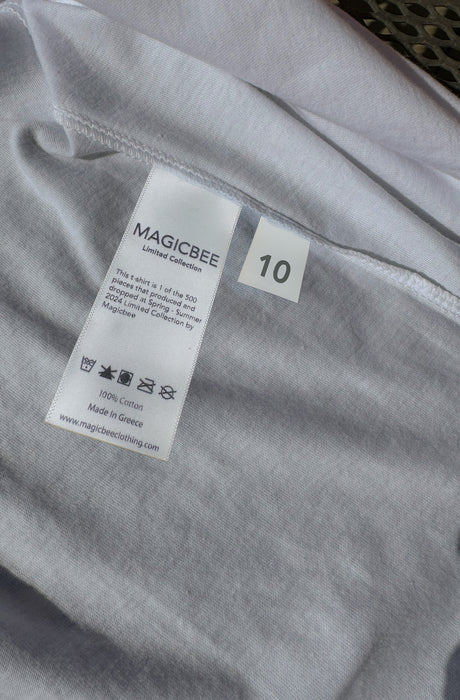 MAGICBEE
Limited Collection
This t-shirt is 1 of the 500
pieces that produced and
dropped at Spring - Summer
2024 Limited Collection by
Magicbee
100% Cotton
Made in Greece
www.magicbeeclothing.com
10